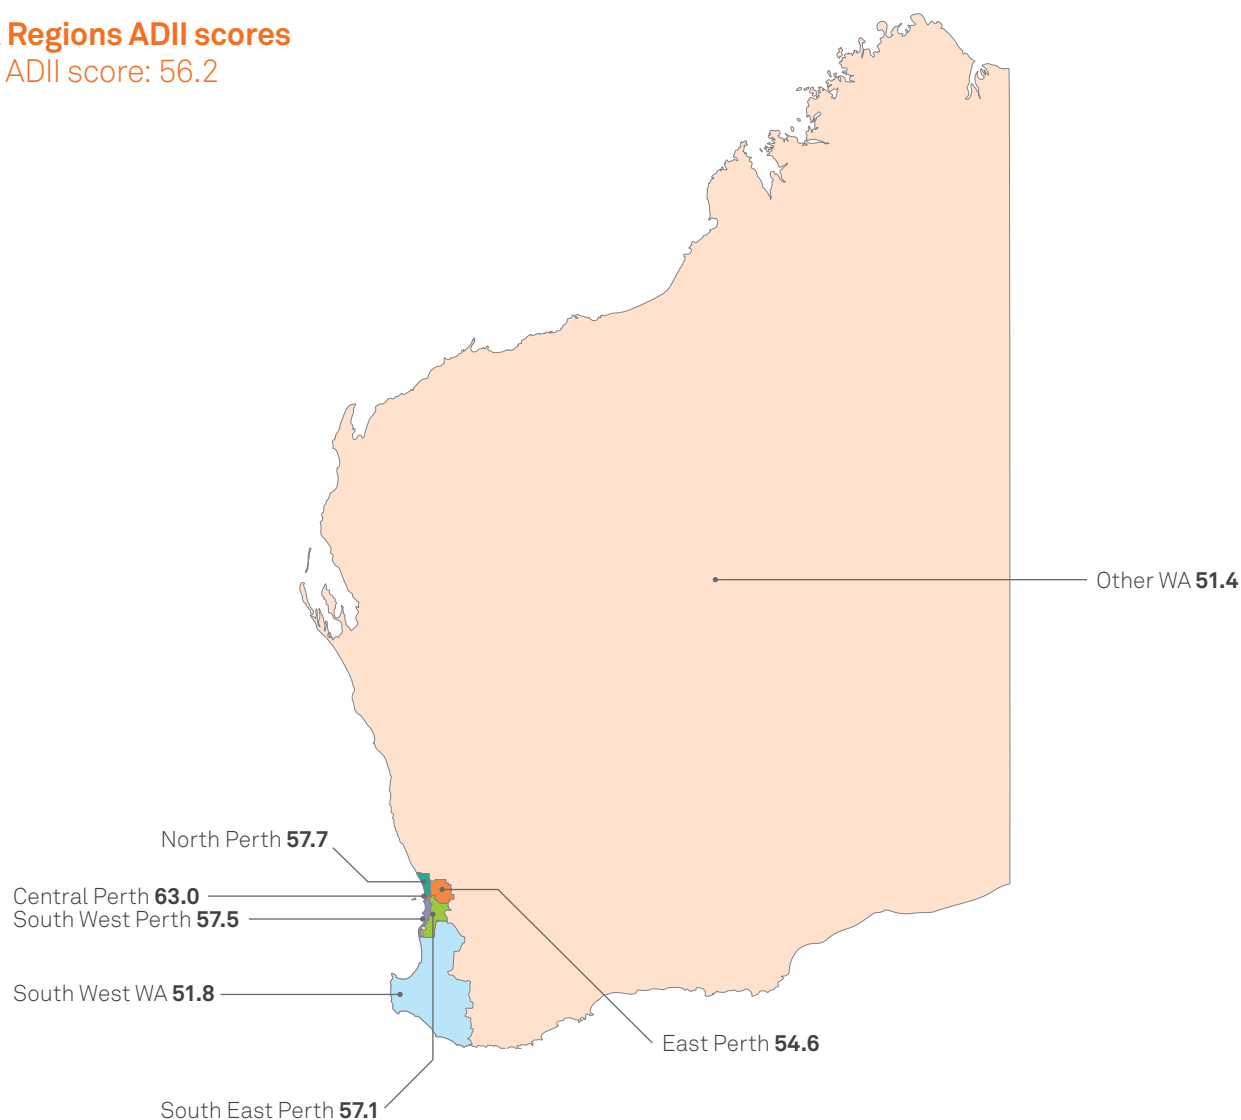 Regions ADII scores
ADII score: 56.2
Other WA 51.4
North Perth 57.7
Central Perth 63.0
South West Perth 57.5
South West WA 51.8
East Perth 54.6
South East Perth 57.1